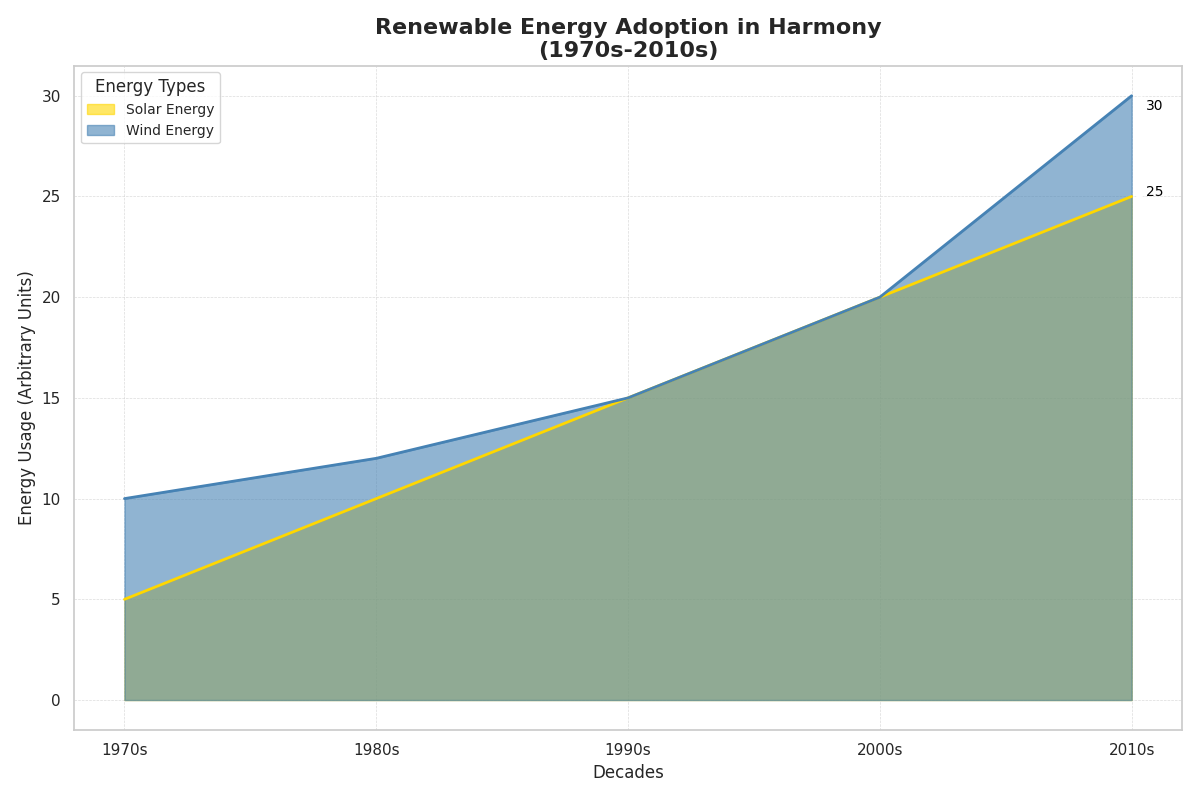 Renewable Energy Adoption in Harmony
(1970s-2010s)
Energy Types
Solar Energy
Wind Energy
30
25
20
15
10
5
0
30
25
Energy Usage (Arbitrary Units)
1970s
1980s
1990s
2000s
2010s
Decades